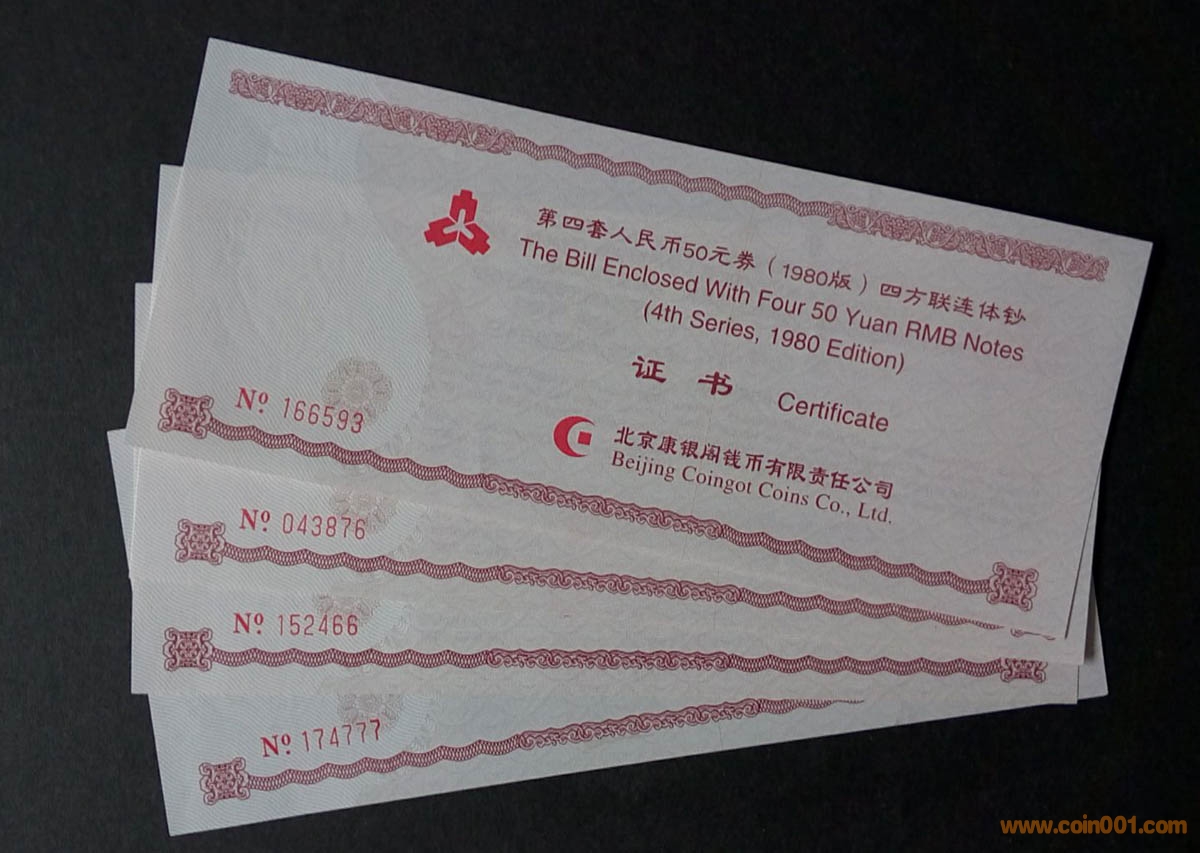 第四套人民币50元券（1980版）四方联连体钞
The Bill Enclosed With Four 50 Yuan RMB Notes
(4th Series, 1980 Edition)
证书 Certificate
北京康银阁钱币有限责任公司
Beijing Coingot Coins Co., Ltd.
Nº 166593
Nº 043876
Nº 152466
Nº 174777
www.coin001.com